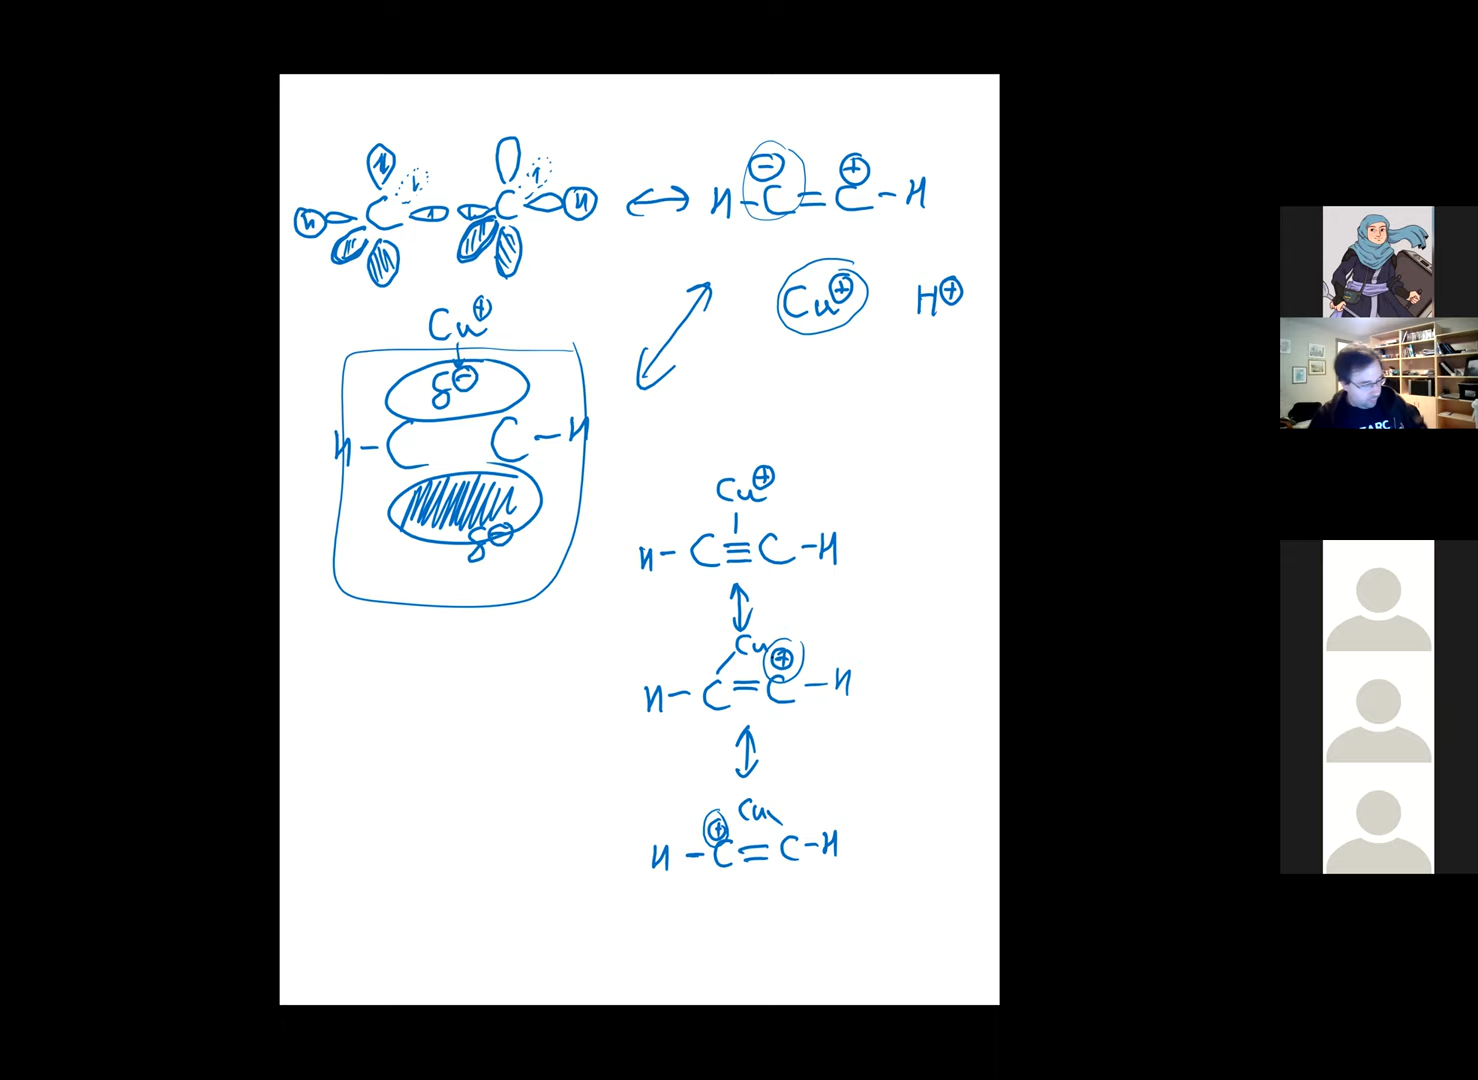 H C C H ↔ H-C⊖=C⊕-H
Cu⊕ H⊕
Cu⊕
δ⊖
H-C C-H
δ⊖
Cu⊕
H-C≡C-H
Cu
H-C=C⊕-H
Cu
H-C⊕=C-H